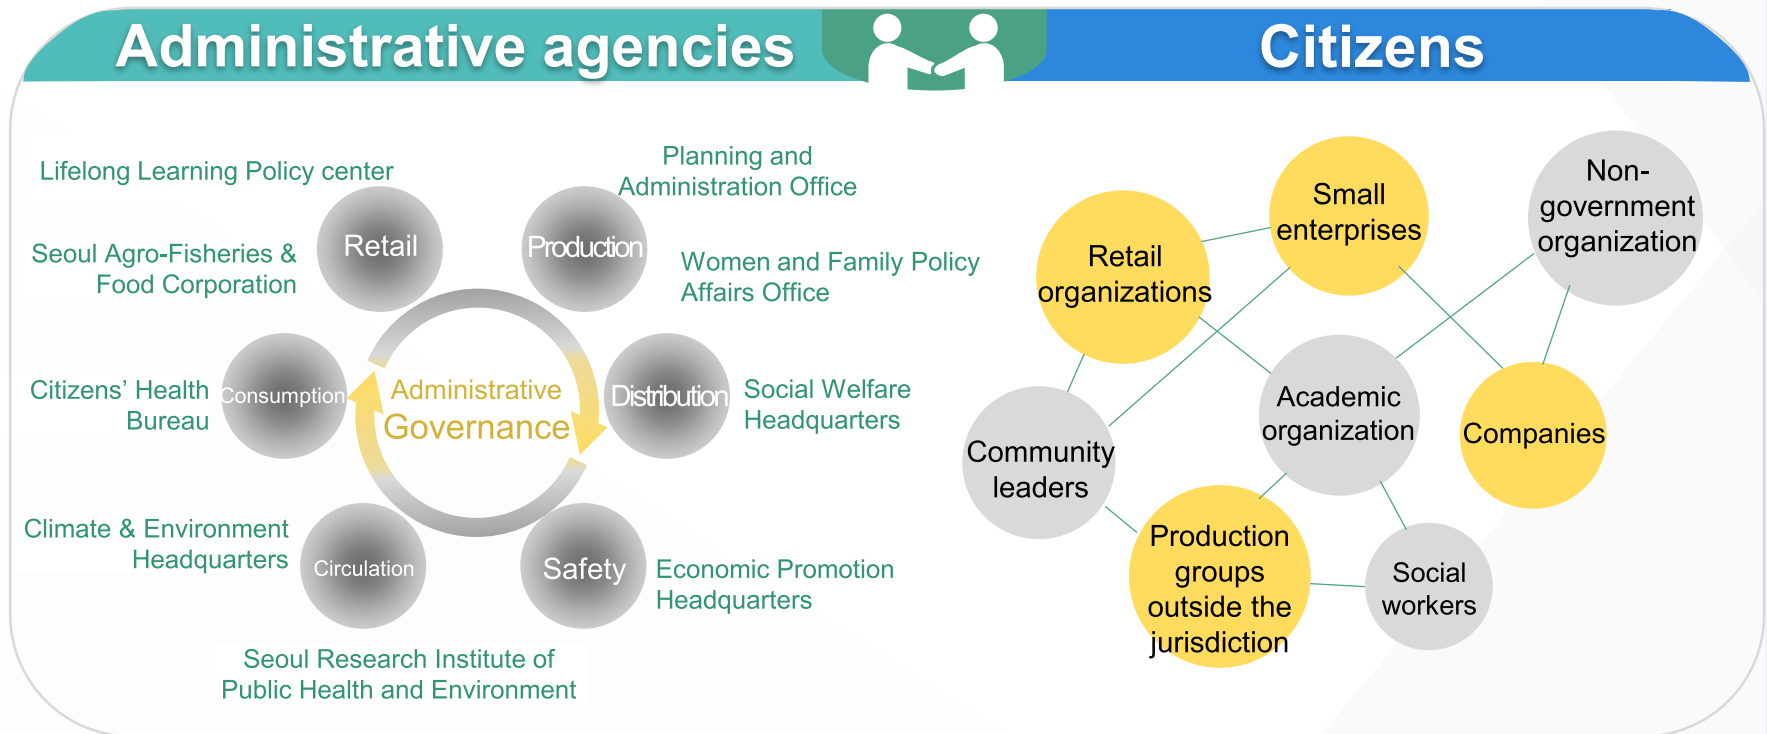 Administrative agencies
Citizens
Lifelong Learning Policy center
Planning and
Administration Office
Retail
Production
Seoul Agro-Fisheries &
Food Corporation
Women and Family Policy
Affairs Office
Citizens’ Health
Bureau
Consumption
Administrative
Governance
Distribution
Social Welfare
Headquarters
Climate & Environment
Headquarters
Circulation
Safety
Economic Promotion
Headquarters
Seoul Research Institute of
Public Health and Environment
Small
enterprises
Non-
government
organization
Retail
organizations
Academic
organization
Companies
Community
leaders
Production
groups
outside the
jurisdiction
Social
workers